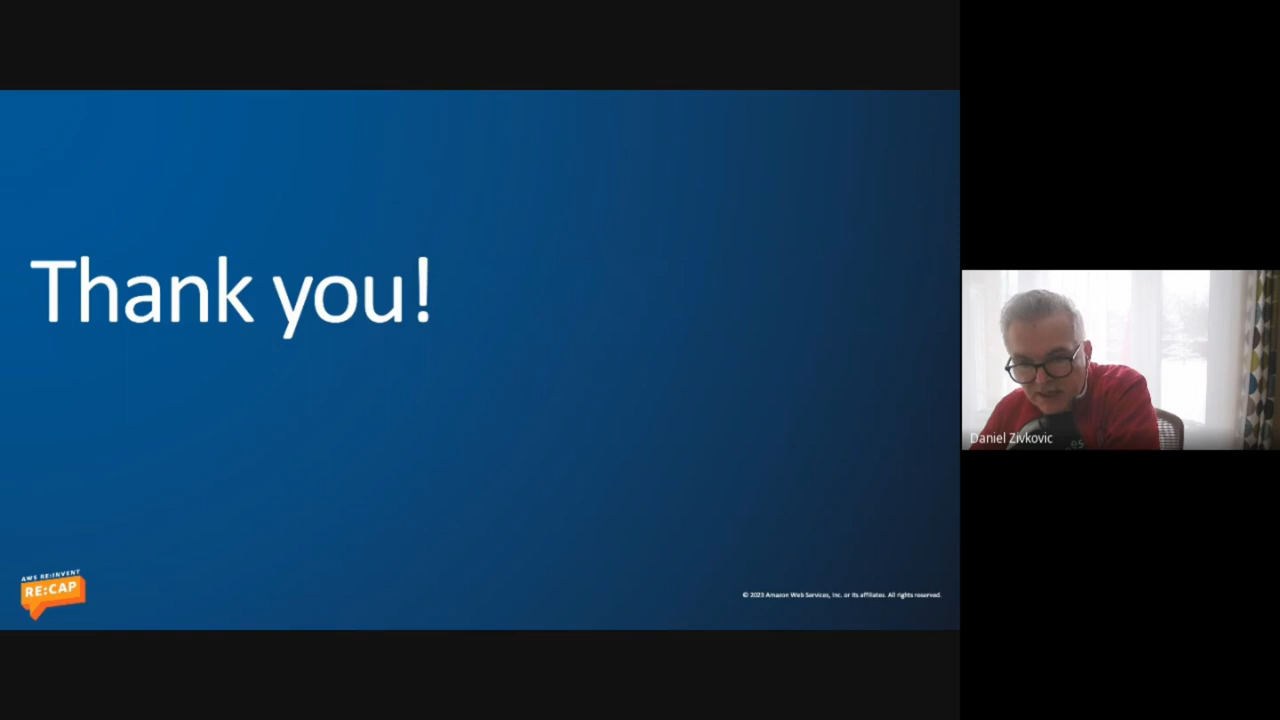 Thank you!
AWS RE:INVENT
RE:CAP
© 2023 Amazon Web Services, Inc. or its affiliates. All rights reserved.
Daniel Zivkovic
es